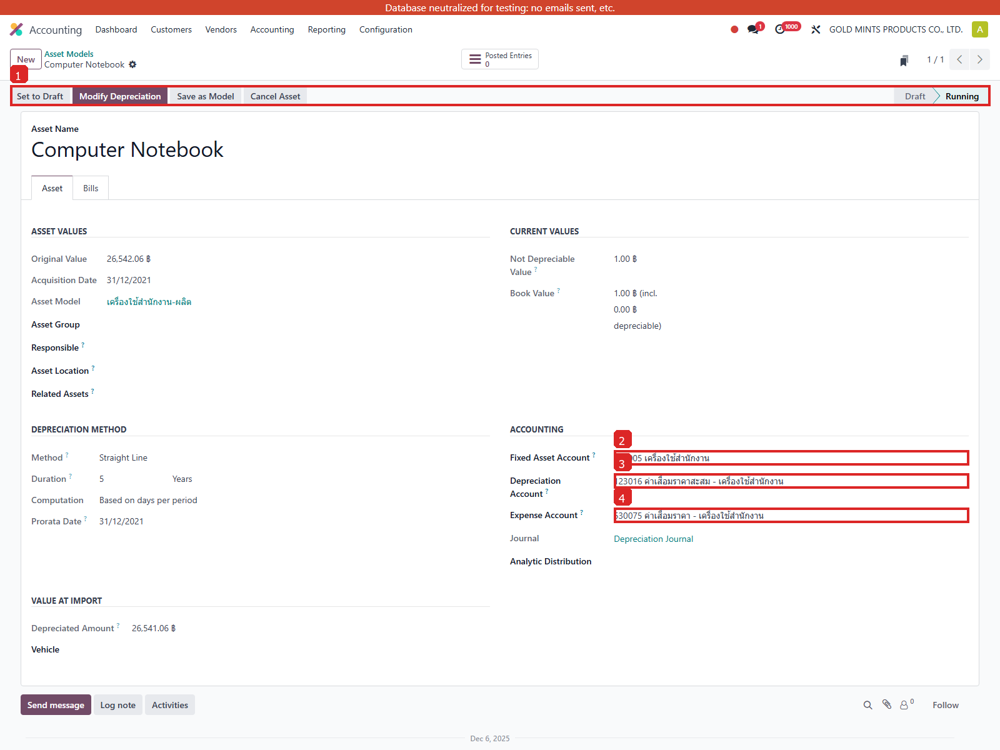 Database neutralized for testing: no emails sent, etc.
Accounting Dashboard Customers Vendors Accounting Reporting Configuration 1 1000 GOLD MINTS PRODUCTS CO., LTD. A
New Asset Models
Computer Notebook
Posted Entries
0
1 / 1
1
Set to Draft Modify Depreciation Save as Model Cancel Asset Draft Running
Asset Name
Computer Notebook
Asset Bills
ASSET VALUES
Original Value 26,542.06 ฿
Acquisition Date 31/12/2021
Asset Model เครื่องใช้สำนักงาน-ผลิต
Asset Group
Responsible ?
Asset Location ?
Related Assets ?
CURRENT VALUES
Not Depreciable Value ? 1.00 ฿
Book Value ? 1.00 ฿ (incl.
0.00 ฿
depreciable)
DEPRECIATION METHOD
Method ? Straight Line
Duration ? 5 Years
Computation Based on days per period
Prorata Date ? 31/12/2021
ACCOUNTING
2
Fixed Asset Account ? 05 เครื่องใช้สำนักงาน
3
Depreciation Account ? 123016 ค่าเสื่อมราคาสะสม - เครื่องใช้สำนักงาน
4
Expense Account ? 530075 ค่าเสื่อมราคา - เครื่องใช้สำนักงาน
Journal Depreciation Journal
Analytic Distribution
VALUE AT IMPORT
Depreciated Amount ? 26,541.06 ฿
Vehicle
Send message Log note Activities 0 Follow
Dec 6, 2025